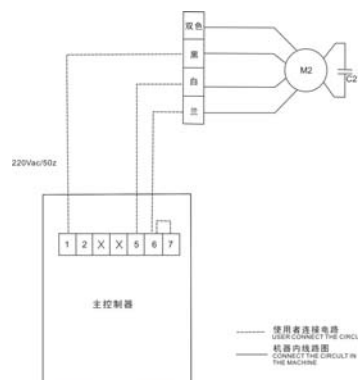 双色
黑
白
兰
M2
C2
220Vac/50z
1 2 X X 5 6 7
主控制器
使用者连接电路
USER CONNECT THE CIRCU
机器内线路图
CONNECT THE CIRCULT IN
THE MACHINE